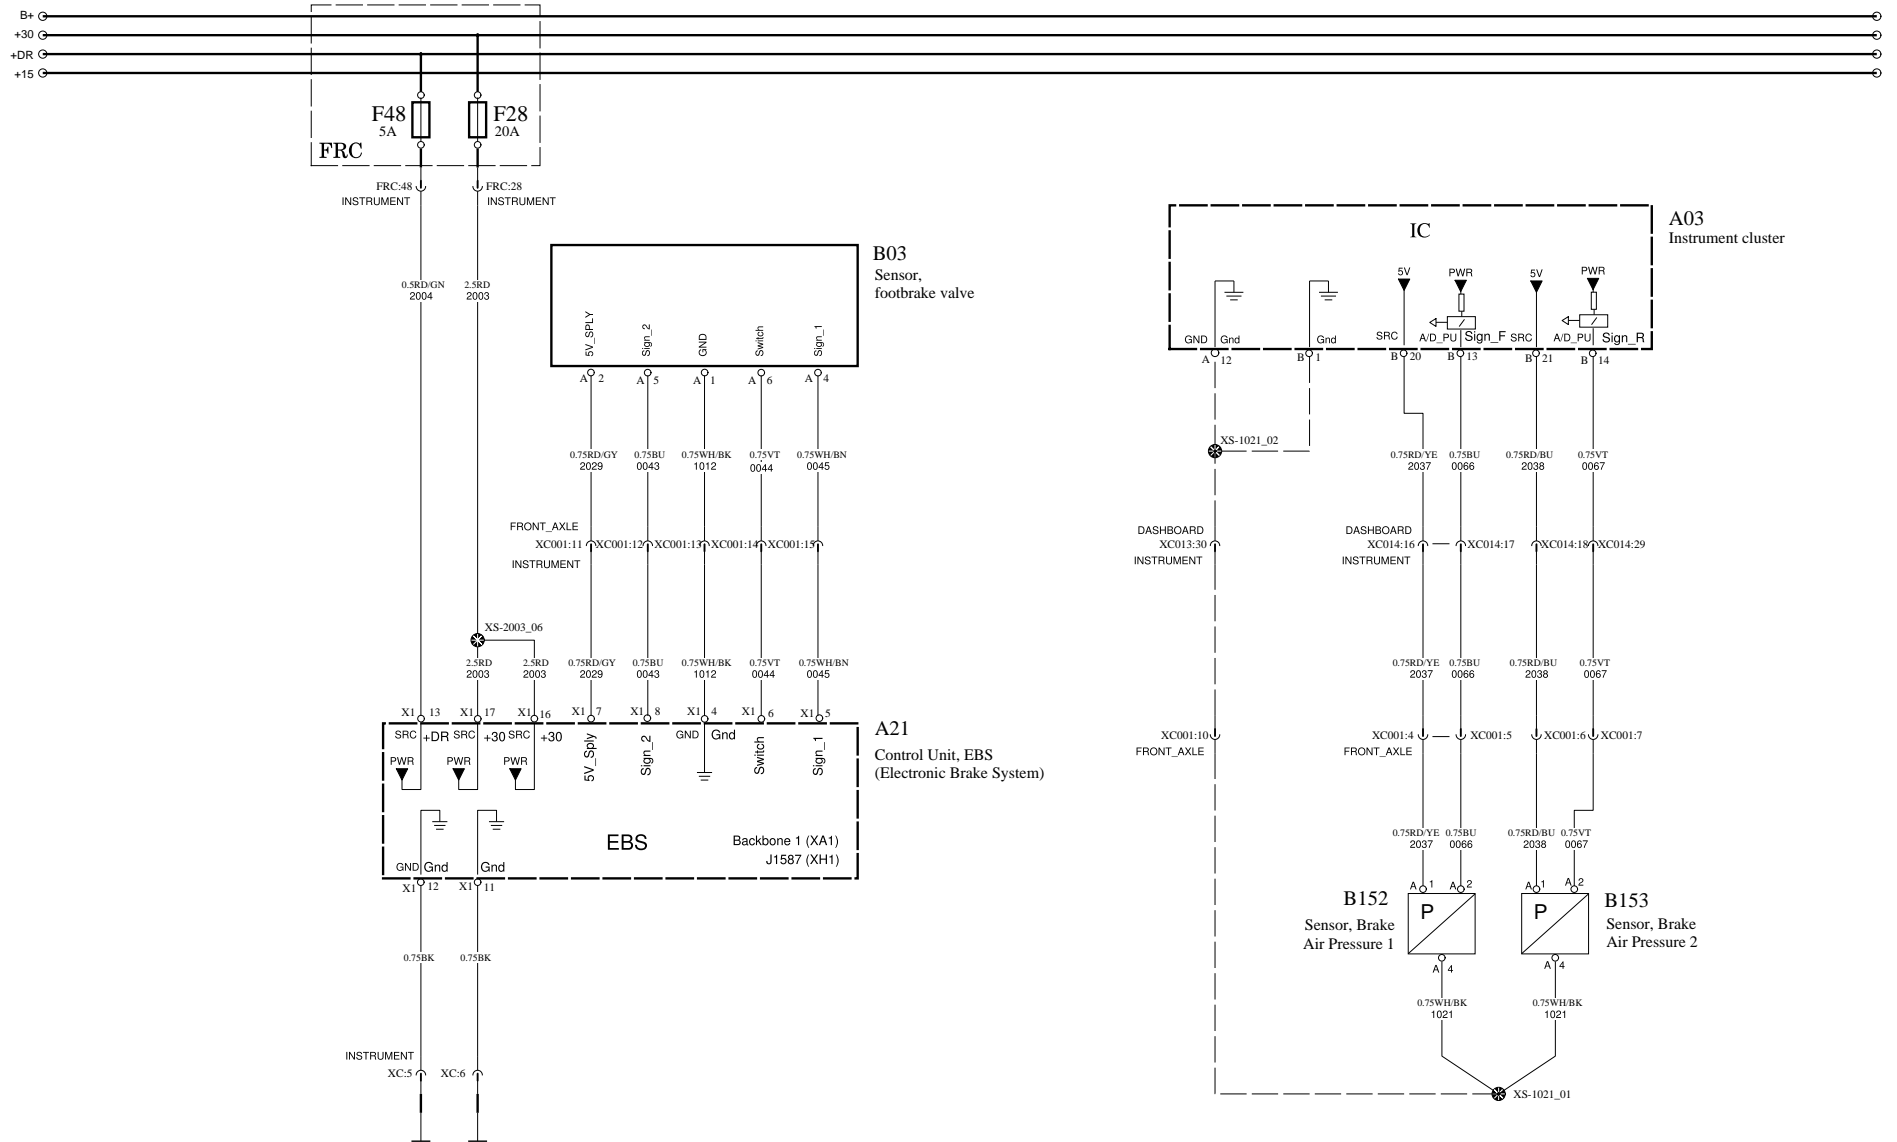 B+
+30
+DR
+15
F48
5A
F28
20A
FRC
FRC:48
INSTRUMENT
FRC:28
INSTRUMENT
0.5RD/GN
2004
2.5RD
2003
B03
Sensor,
footbrake valve
5V_SPLY
Sign_2
GND
Switch
Sign_1
A 2
A 5
A 1
A 6
A 4
0.75RD/GY
2029
0.75BU
0043
0.75WH/BK
1012
0.75VT
0044
0.75WH/BN
0045
FRONT_AXLE
XC001:11 XC001:12 XC001:13 XC001:14 XC001:15
INSTRUMENT
XS-2003_06
2.5RD
2003
2.5RD
2003
0.75RD/GY
2029
0.75BU
0043
0.75WH/BK
1012
0.75VT
0044
0.75WH/BN
0045
X1 13
X1 17
X1 16
X1 7
X1 8
X1 4
X1 6
X1 5
SRC +DR
SRC +30
SRC +30
PWR
PWR
PWR
5V_Sply
Sign_2
GND Gnd
Switch
Sign_1
A21
Control Unit, EBS
(Electronic Brake System)
EBS
Backbone 1 (XA1)
J1587 (XH1)
GND Gnd
Gnd
X1 12
X1 11
0.75BK
0.75BK
INSTRUMENT
XC:5
XC:6
IC
A03
Instrument cluster
5V
PWR
5V
PWR
GND Gnd
Gnd
SRC
A/D_PU Sign_F
SRC
A/D_PU Sign_R
A 12
B 1
B 20
B 13
B 21
B 14
XS-1021_02
0.75RD/YE
2037
0.75BU
0066
0.75RD/BU
2038
0.75VT
0067
DASHBOARD
XC013:30
INSTRUMENT
DASHBOARD
XC014:16
XC014:17
XC014:18
XC014:29
INSTRUMENT
0.75RD/YE
2037
0.75BU
0066
0.75RD/BU
2038
0.75VT
0067
XC001:10
FRONT_AXLE
XC001:4
XC001:5
XC001:6
XC001:7
FRONT_AXLE
0.75RD/YE
2037
0.75BU
0066
0.75RD/BU
2038
0.75VT
0067
A 1
A 2
A 1
A 2
B152
Sensor, Brake
Air Pressure 1
P
P
B153
Sensor, Brake
Air Pressure 2
A 4
A 4
0.75WH/BK
1021
0.75WH/BK
1021
XS-1021_01